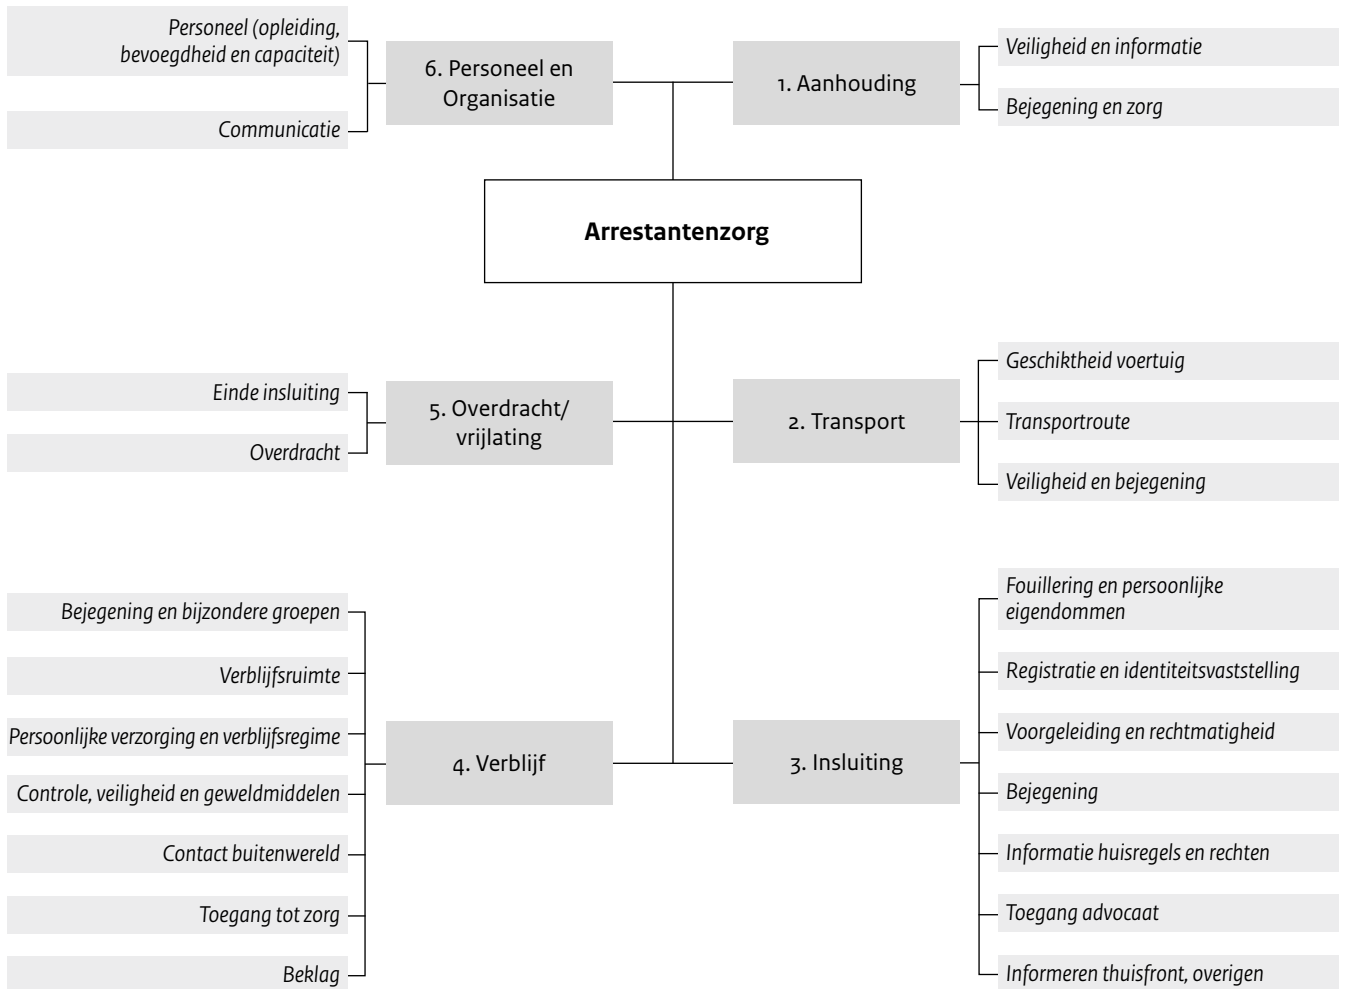 Personeel (opleiding,
bevoegdheid en capaciteit)
Communicatie
6. Personeel en
Organisatie
1. Aanhouding
Veiligheid en informatie
Bejegening en zorg
Arrestantenzorg
Einde insluiting
Overdracht
5. Overdracht/
vrijlating
2. Transport
Geschiktheid voertuig
Transportroute
Veiligheid en bejegening
Bejegening en bijzondere groepen
Verblijfsruimte
Persoonlijke verzorging en verblijfsregime
Controle, veiligheid en geweldmiddelen
Contact buitenwereld
Toegang tot zorg
Beklag
4. Verblijf
3. Insluiting
Fouillering en persoonlijke
eigendommen
Registratie en identiteitsvaststelling
Voorgeleiding en rechtmatigheid
Bejegening
Informatie huisregels en rechten
Toegang advocaat
Informeren thuisfront, overigen